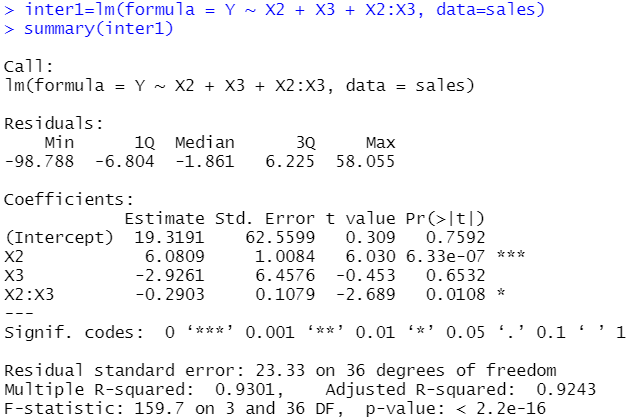 > inter1=lm(formula = Y ~ X2 + X3 + X2:X3, data=sales)
> summary(inter1)
Call:
lm(formula = Y ~ X2 + X3 + X2:X3, data = sales)
Residuals:
    Min      1Q  Median      3Q     Max
-98.788  -6.804  -1.861   6.225  58.055
Coefficients:
            Estimate Std. Error t value Pr(>|t|)
(Intercept)  19.3191    62.5599   0.309   0.7592
X2            6.0809     1.0084   6.030 6.33e-07 ***
X3           -2.9261     6.4576  -0.453   0.6532
X2:X3        -0.2903     0.1079  -2.689   0.0108 *
---
Signif. codes:  0 ‘***’ 0.001 ‘**’ 0.01 ‘*’ 0.05 ‘.’ 0.1 ‘ ’ 1
Residual standard error: 23.33 on 36 degrees of freedom
Multiple R-squared:  0.9301,    Adjusted R-squared:  0.9243
F-statistic: 159.7 on 3 and 36 DF,  p-value: < 2.2e-16